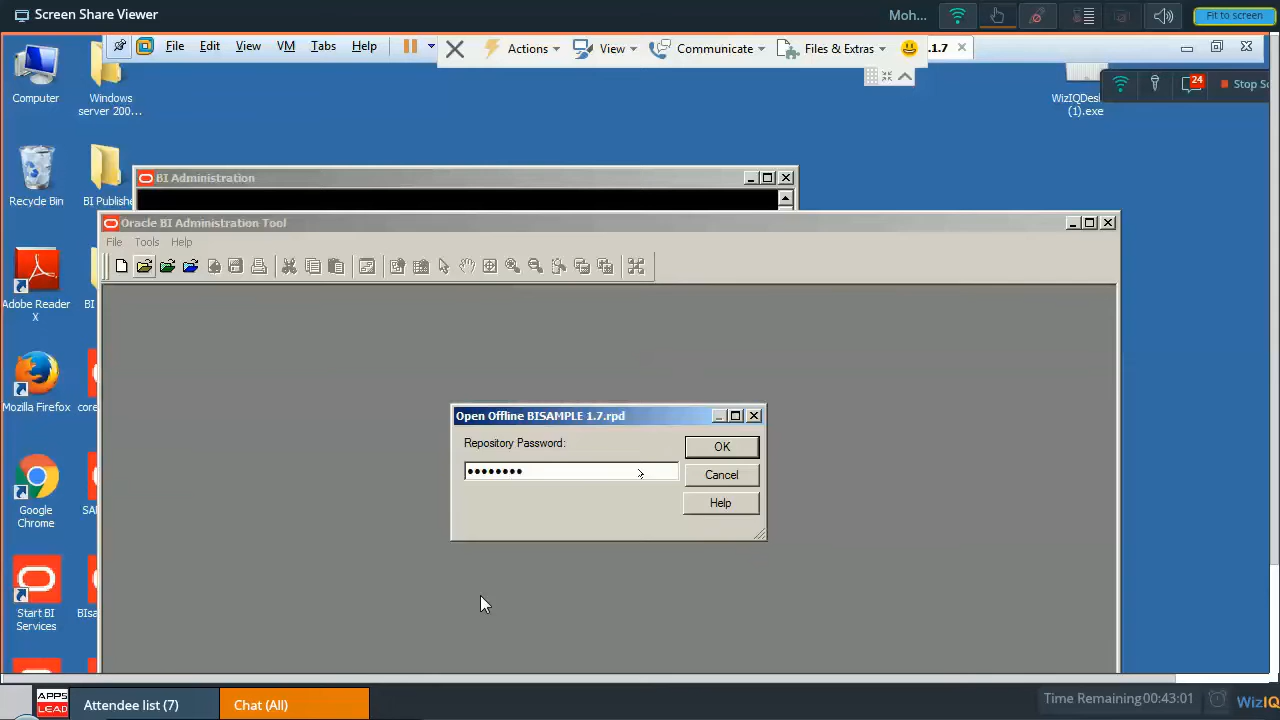 Screen Share Viewer
Moh...
Fit to screen
File Edit View VM Tabs Help
Actions View Communicate Files & Extras
.1.7
24
Stop Sc
Computer
Windows server 200...
WizIQDes (1).exe
Recycle Bin
BI Publishe
BI Administration
Oracle BI Administration Tool
File Tools Help
Adobe Reader X
BI
Open Offline BISAMPLE 1.7.rpd
Repository Password:
OK
Cancel
Help
Mozilla Firefox
core
Google Chrome
SA
Start BI Services
BIsa
APPS LEAD
Attendee list (7)
Chat (All)
Time Remaining 00:43:01
WizIQ